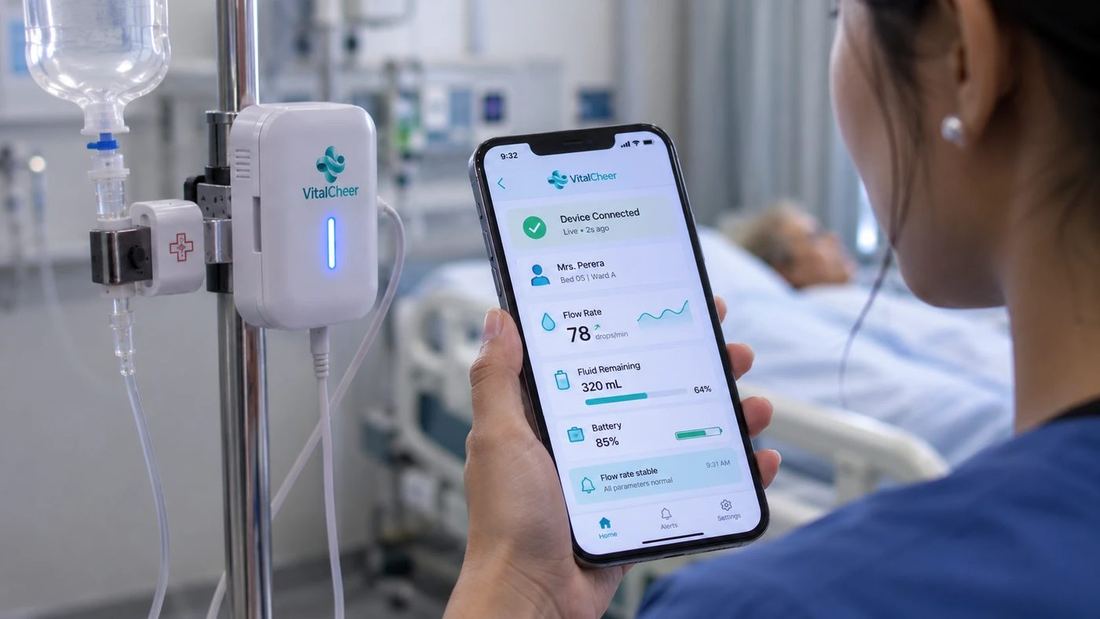 VitalCheer
9:32
VitalCheer
Device Connected
Live • 2s ago
Mrs. Perera
Bed 05 | Ward A
Flow Rate
78 drops/min
Fluid Remaining
320 mL
64%
Battery
85%
Flow rate stable
9:31 AM
All parameters normal
Home
Alerts
Settings